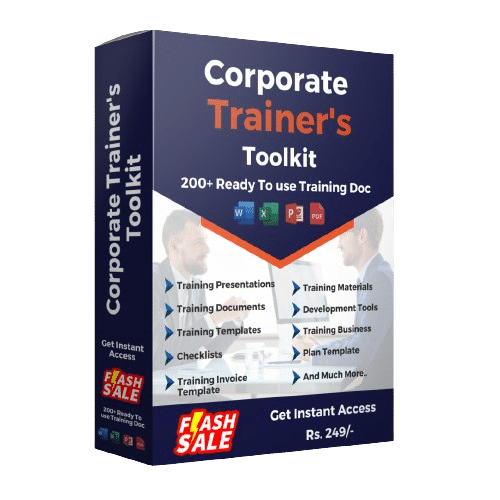 Corporate Trainer's
Toolkit
Get Instant
Access
FLASH
SALE
200+ Ready To
use Training Doc
Corporate
Trainer's
Toolkit
200+ Ready To use Training Doc
W
X
P
PDF
Training Presentations
Training Documents
Training Templates
Checklists
Training Invoice
Template
Training Materials
Development Tools
Training Business
Plan Template
And Much More..
FLASH
SALE
Get Instant Access
Rs. 249/-